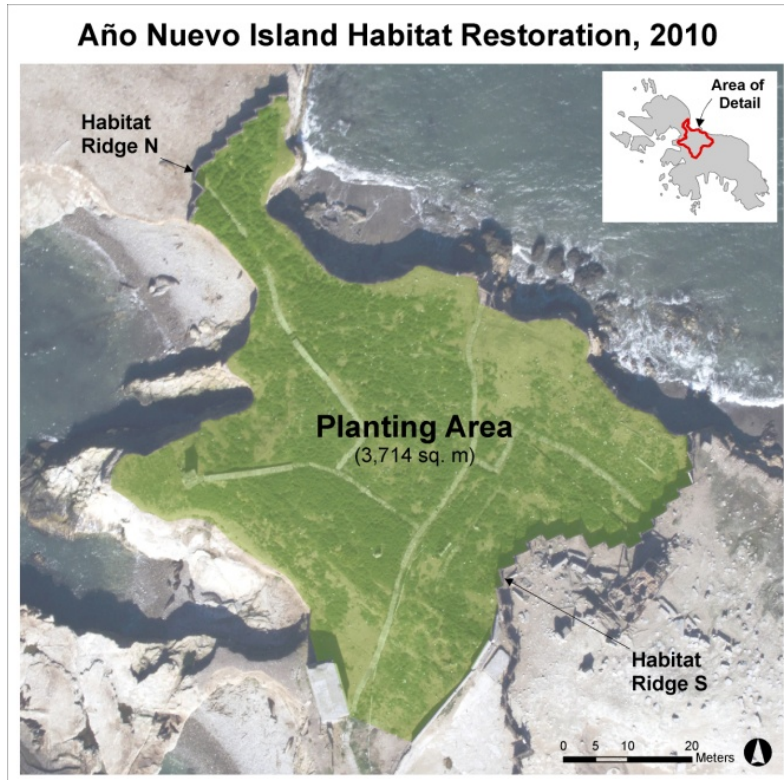 Año Nuevo Island Habitat Restoration, 2010
Habitat
Ridge N
Area of
Detail
Planting Area
(3,714 sq. m)
Habitat
Ridge S
0 5 10 20
Meters